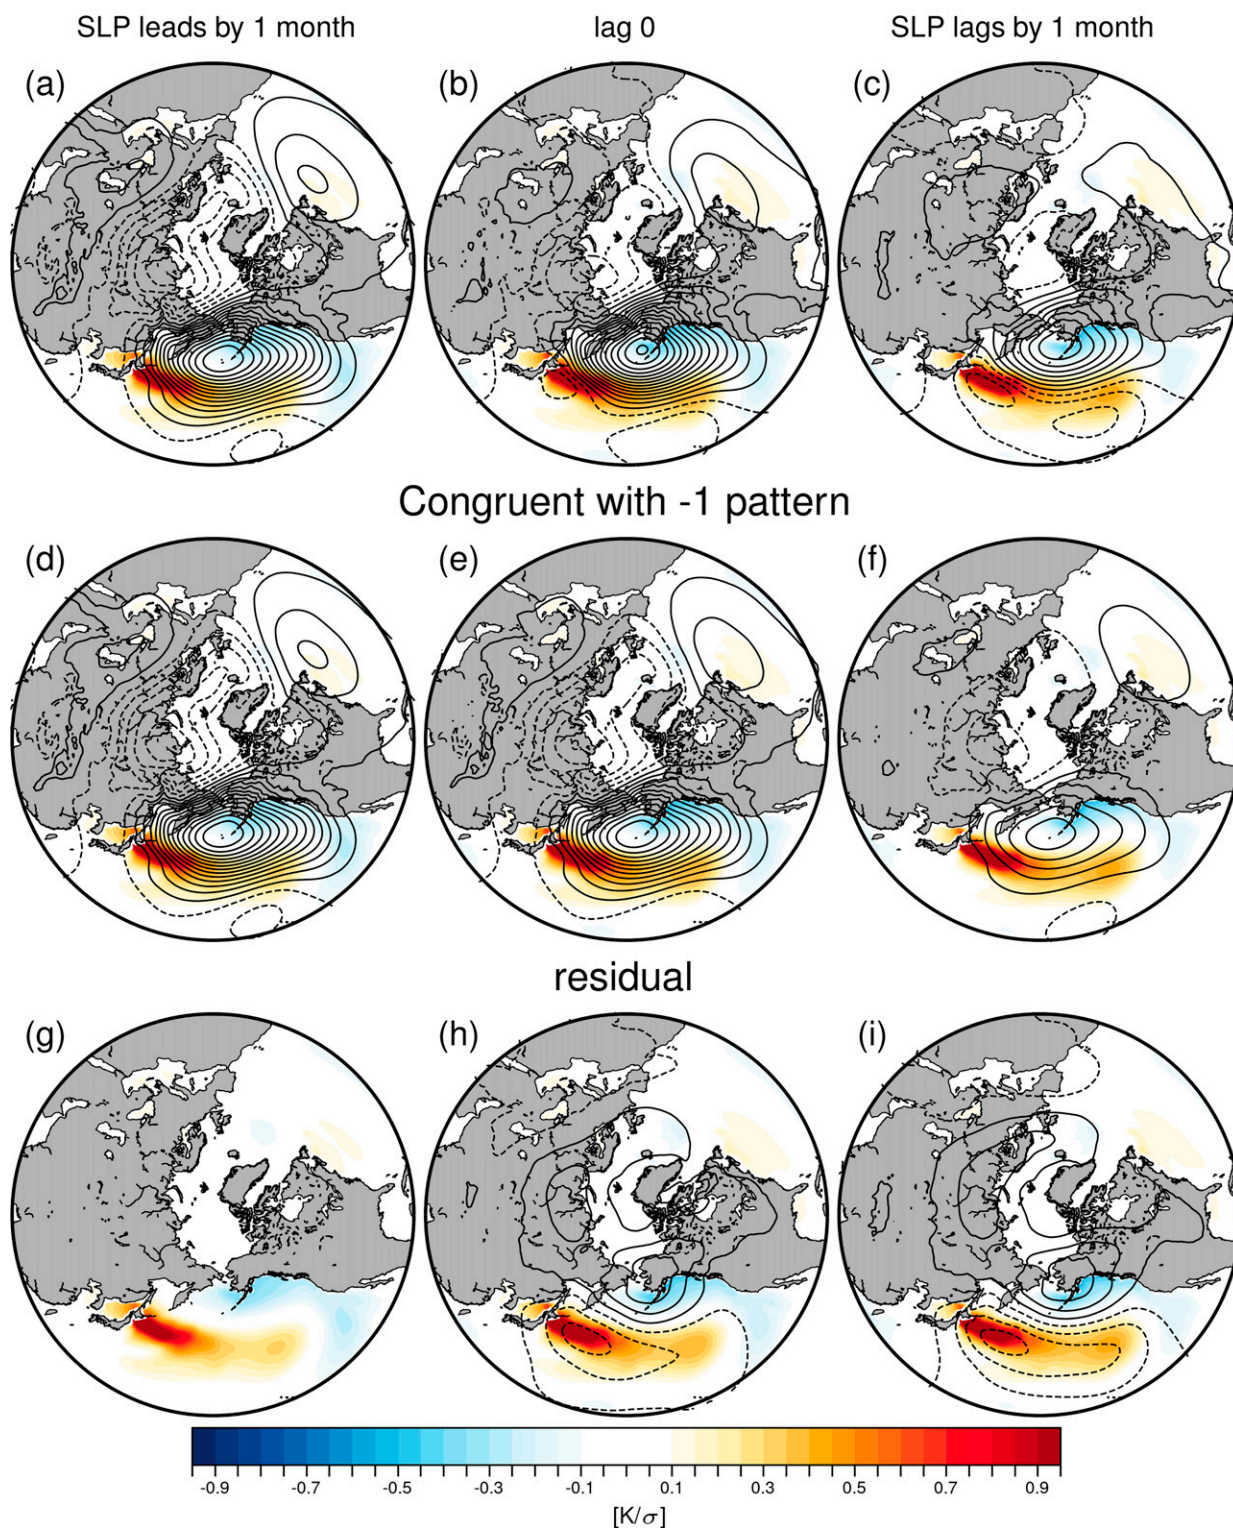 SLP leads by 1 month lag 0 SLP lags by 1 month
(a) (b) (c)
Congruent with -1 pattern
(d) (e) (f)
residual
(g) (h) (i)
-0.9 -0.7 -0.5 -0.3 -0.1 0.1 0.3 0.5 0.7 0.9
[K/σ]